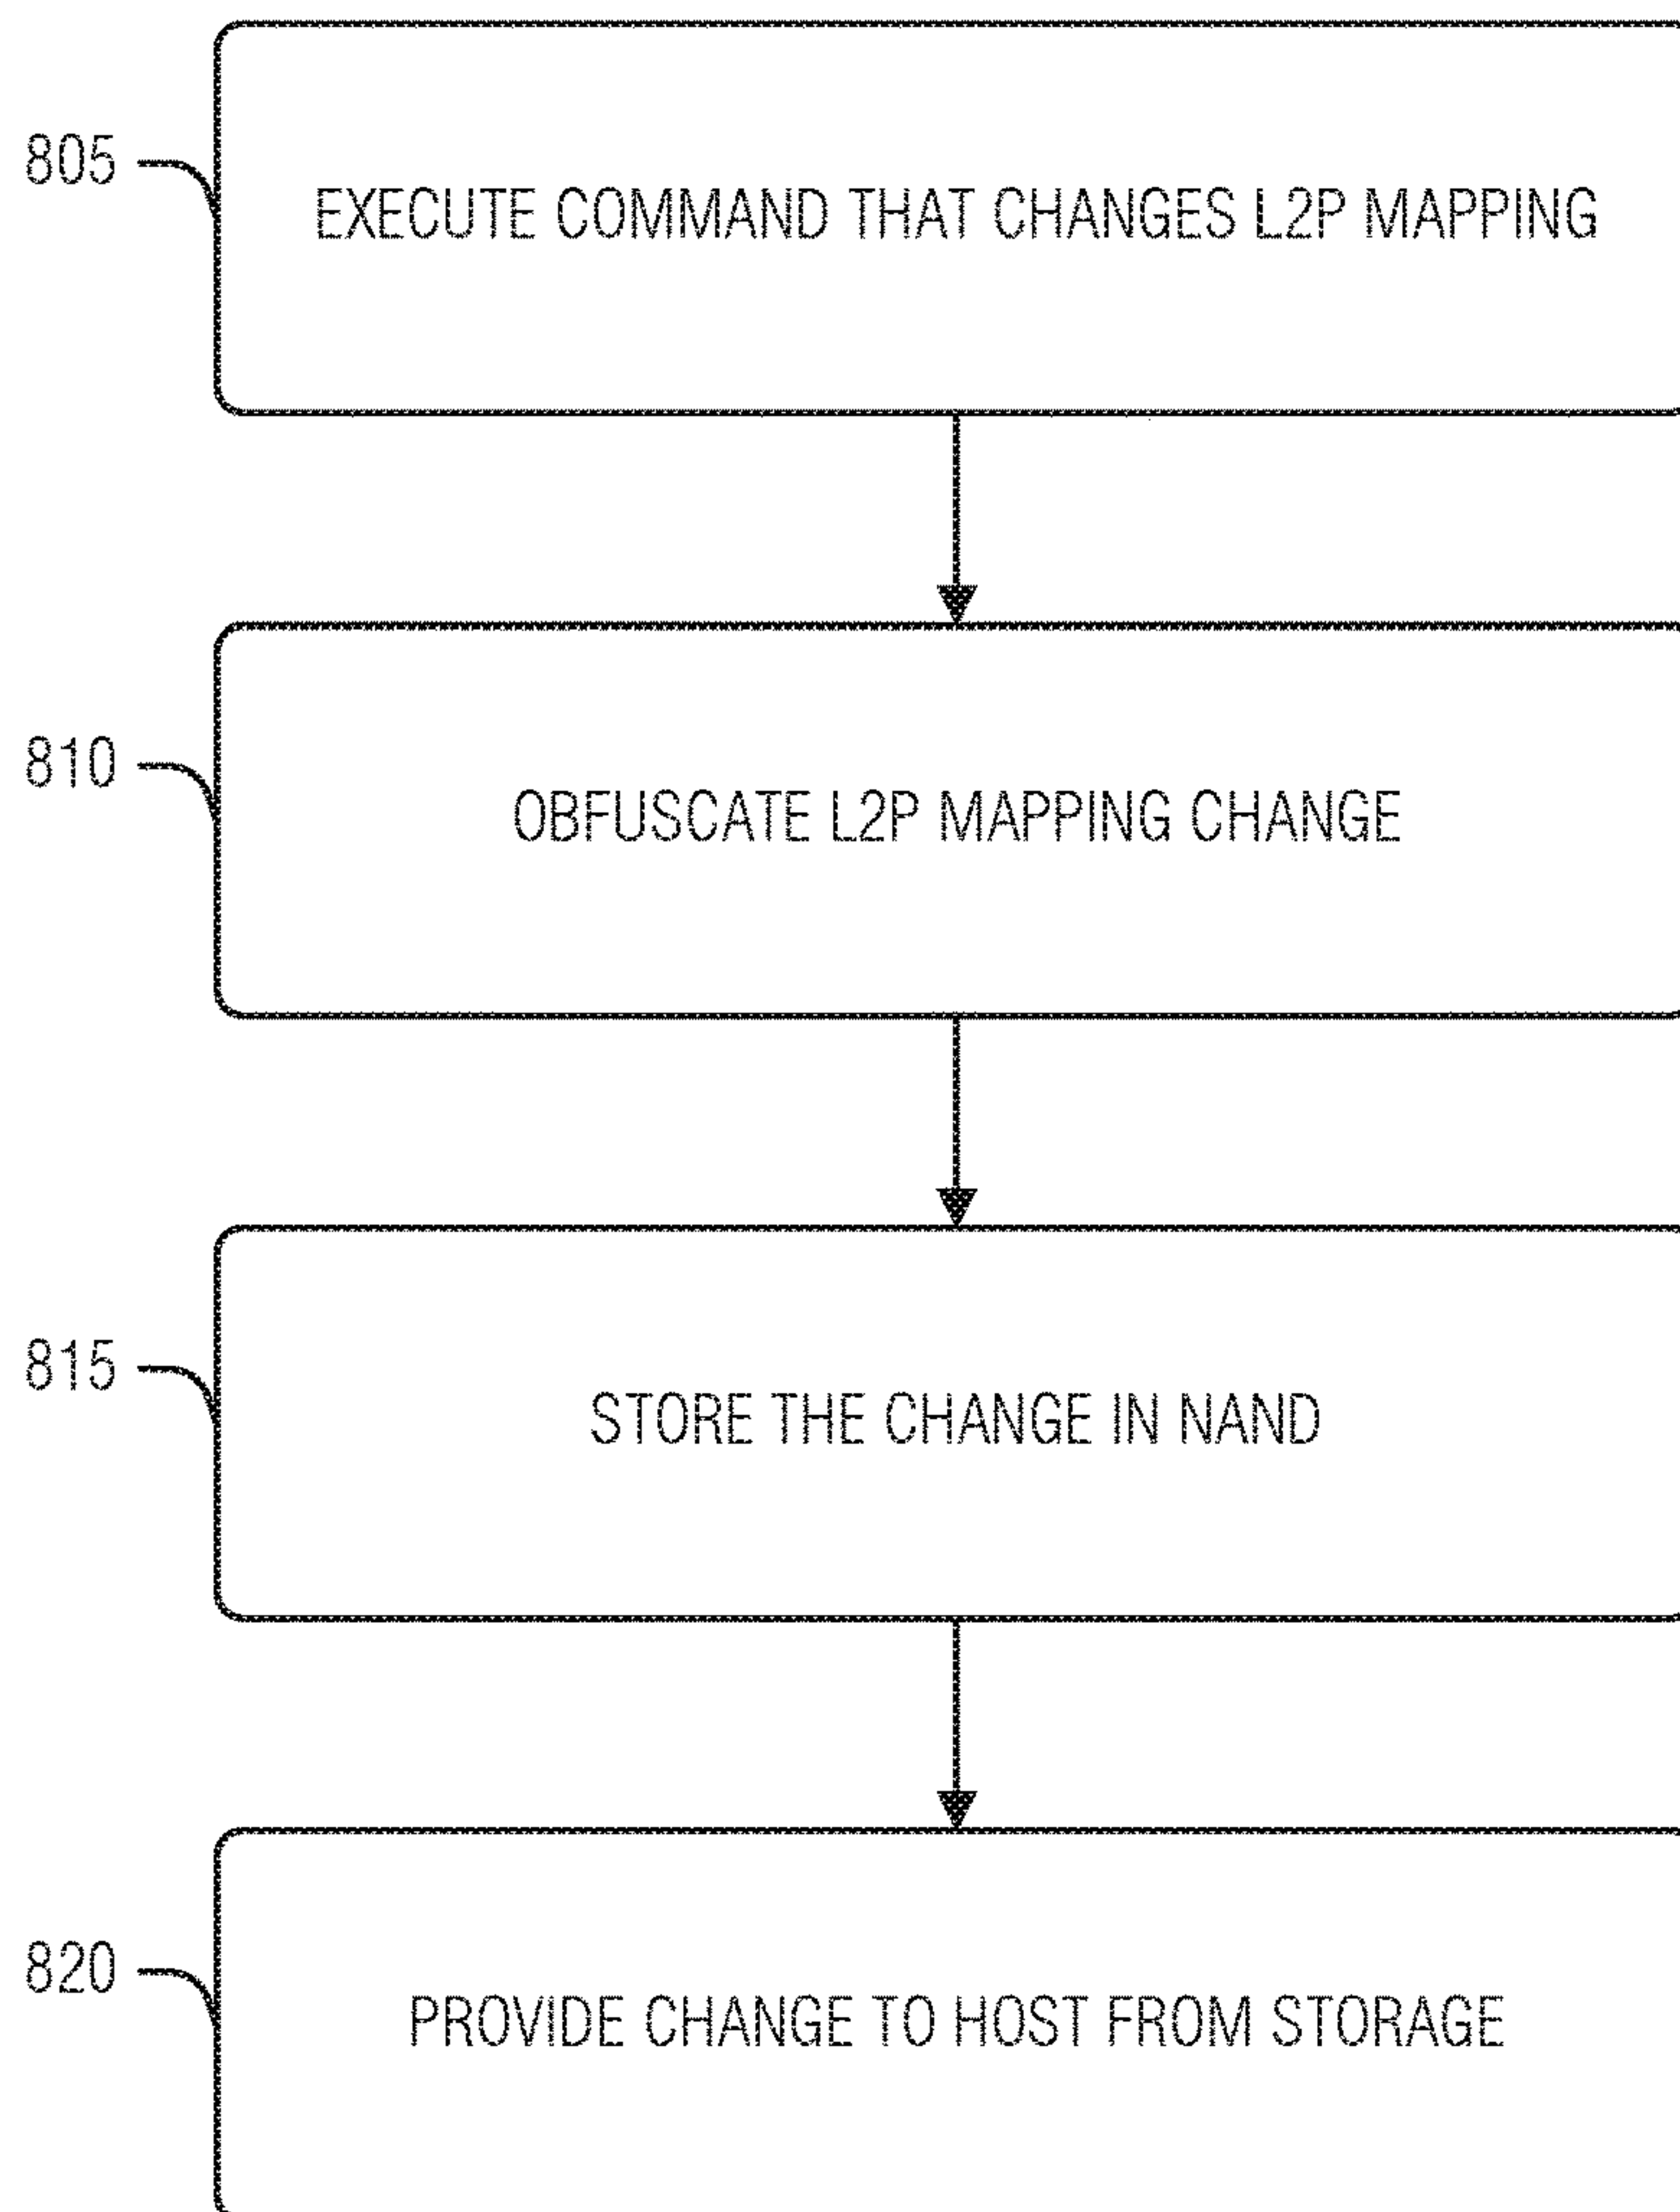 805
EXECUTE COMMAND THAT CHANGES L2P MAPPING
810
OBFUSCATE L2P MAPPING CHANGE
815
STORE THE CHANGE IN NAND
820
PROVIDE CHANGE TO HOST FROM STORAGE